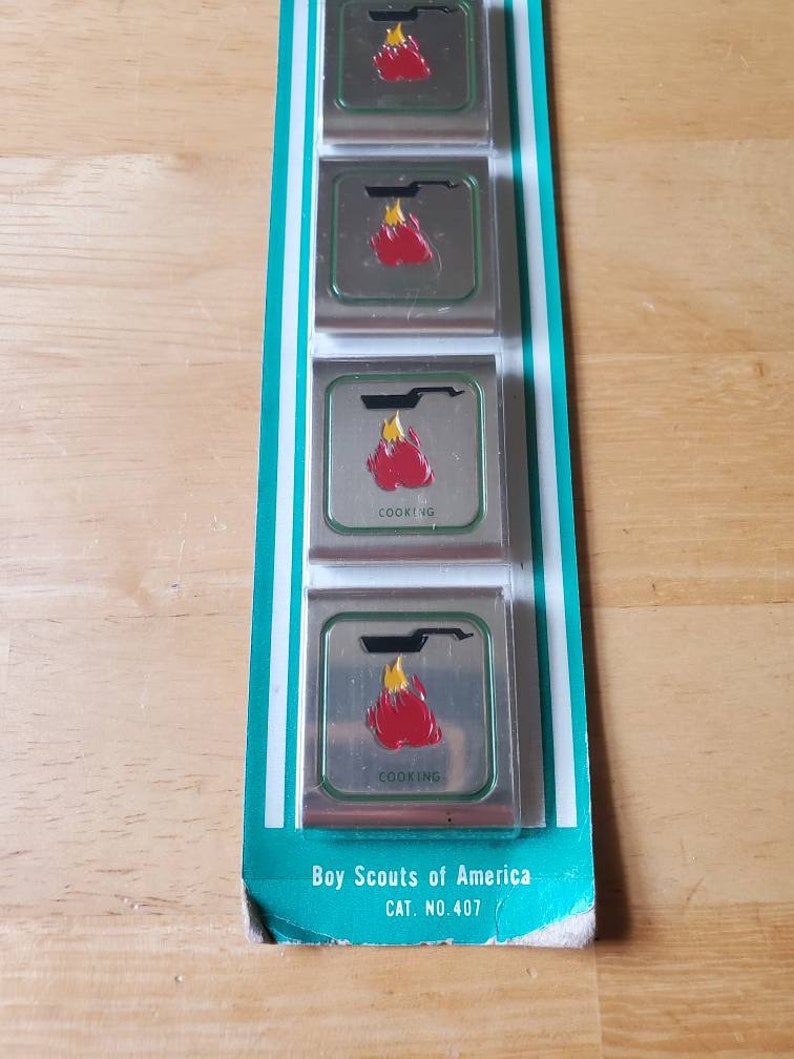 COOKING
COOKING
Boy Scouts of America
CAT. NO. 407